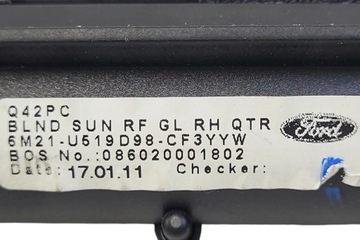 Q42PC
BLND SUN RF GL RH QTR
6M21-U519D98-CF3YYW
BOS No.:086020001802
Date: 17.01.11 Checker:
Ford